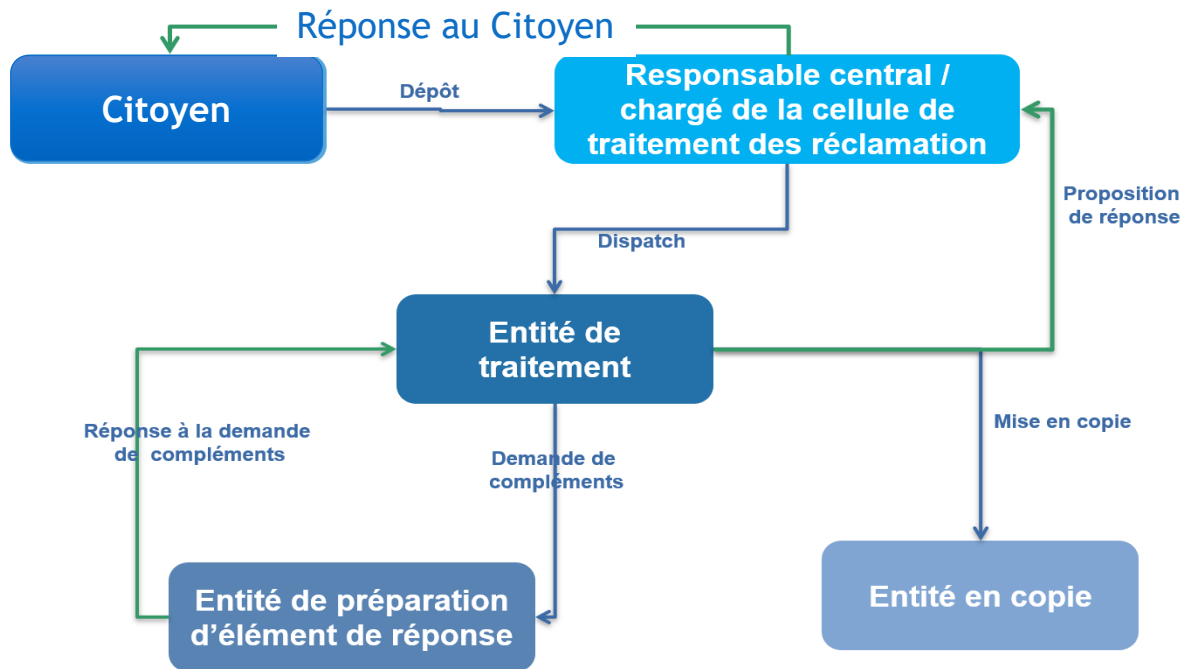 Réponse au Citoyen
Citoyen
Dépôt
Responsable central /
chargé de la cellule de
traitement des réclamation
Proposition
de réponse
Dispatch
Entité de
traitement
Réponse à la demande
de compléments
Demande de
compléments
Mise en copie
Entité de préparation
d’élément de réponse
Entité en copie